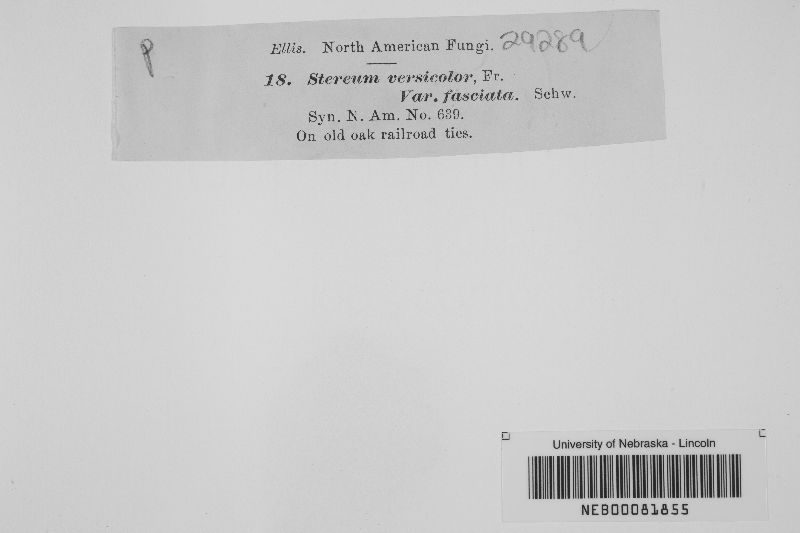 P
Ellis. North American Fungi. 29289
18. Stereum versicolor, Fr.
Var. fasciata. Schw.
Syn. N. Am. No. 639.
On old oak railroad ties.
University of Nebraska - Lincoln
NEB00081855